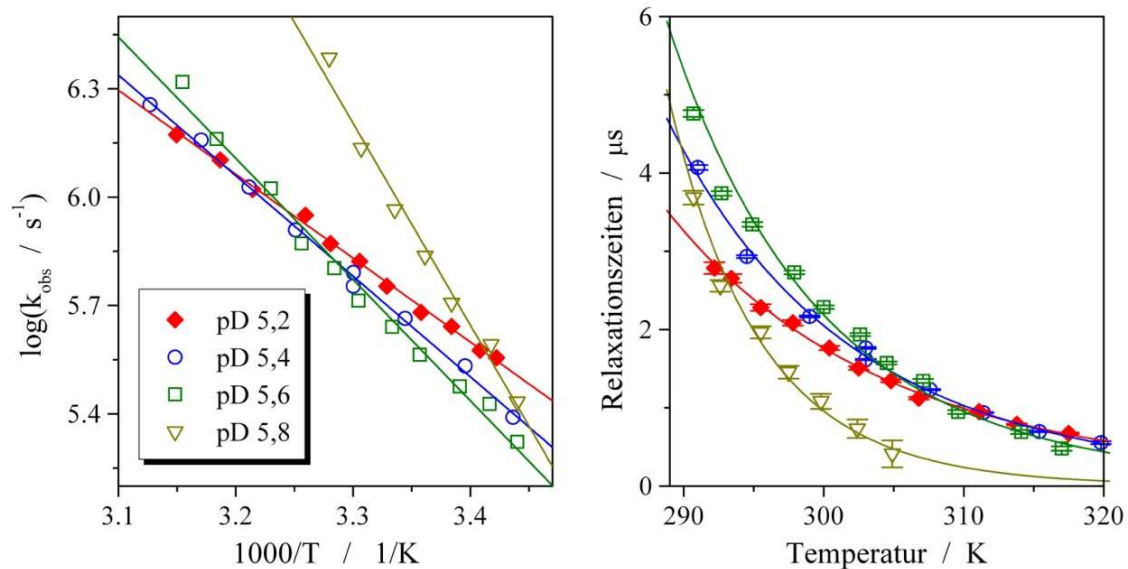 log(k_obs / s⁻¹)
6.3
6.0
5.7
5.4
pD 5,2
pD 5,4
pD 5,6
pD 5,8
3.1 3.2 3.3 3.4
1000/T / 1/K
Relaxationszeiten / μs
6
4
2
0
290 300 310 320
Temperatur / K